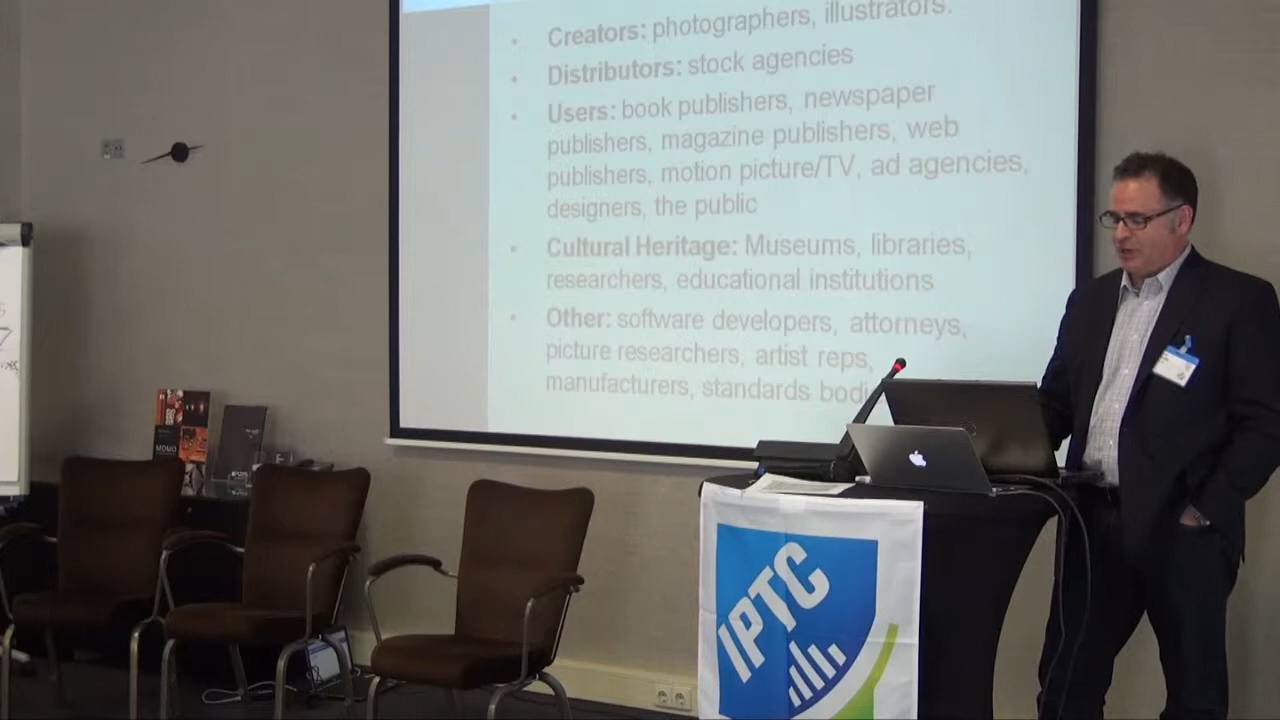 Creators: photographers, illustrators.
Distributors: stock agencies
Users: book publishers, newspaper
publishers, magazine publishers, web
publishers, motion picture/TV, ad agencies,
designers, the public
Cultural Heritage: Museums, libraries,
researchers, educational institutions
Other: software developers, attorneys,
picture researchers, artist reps,
manufacturers, standards
MOMO
IPTC